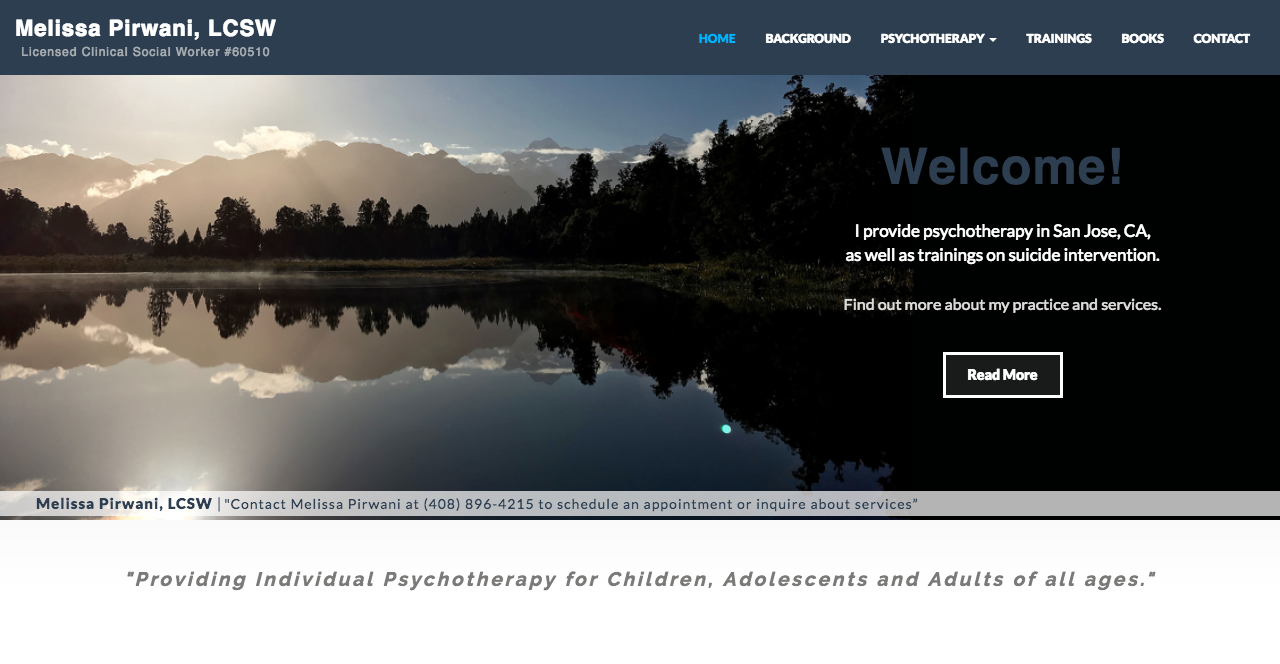 Melissa Pirwani, LCSW
Licensed Clinical Social Worker #60510
HOME BACKGROUND PSYCHOTHERAPY TRAININGS BOOKS CONTACT
Welcome!
I provide psychotherapy in San Jose, CA,
as well as trainings on suicide intervention.
Find out more about my practice and services.
Read More
Melissa Pirwani, LCSW | "Contact Melissa Pirwani at (408) 896-4215 to schedule an appointment or inquire about services”
"Providing Individual Psychotherapy for Children, Adolescents and Adults of all ages."